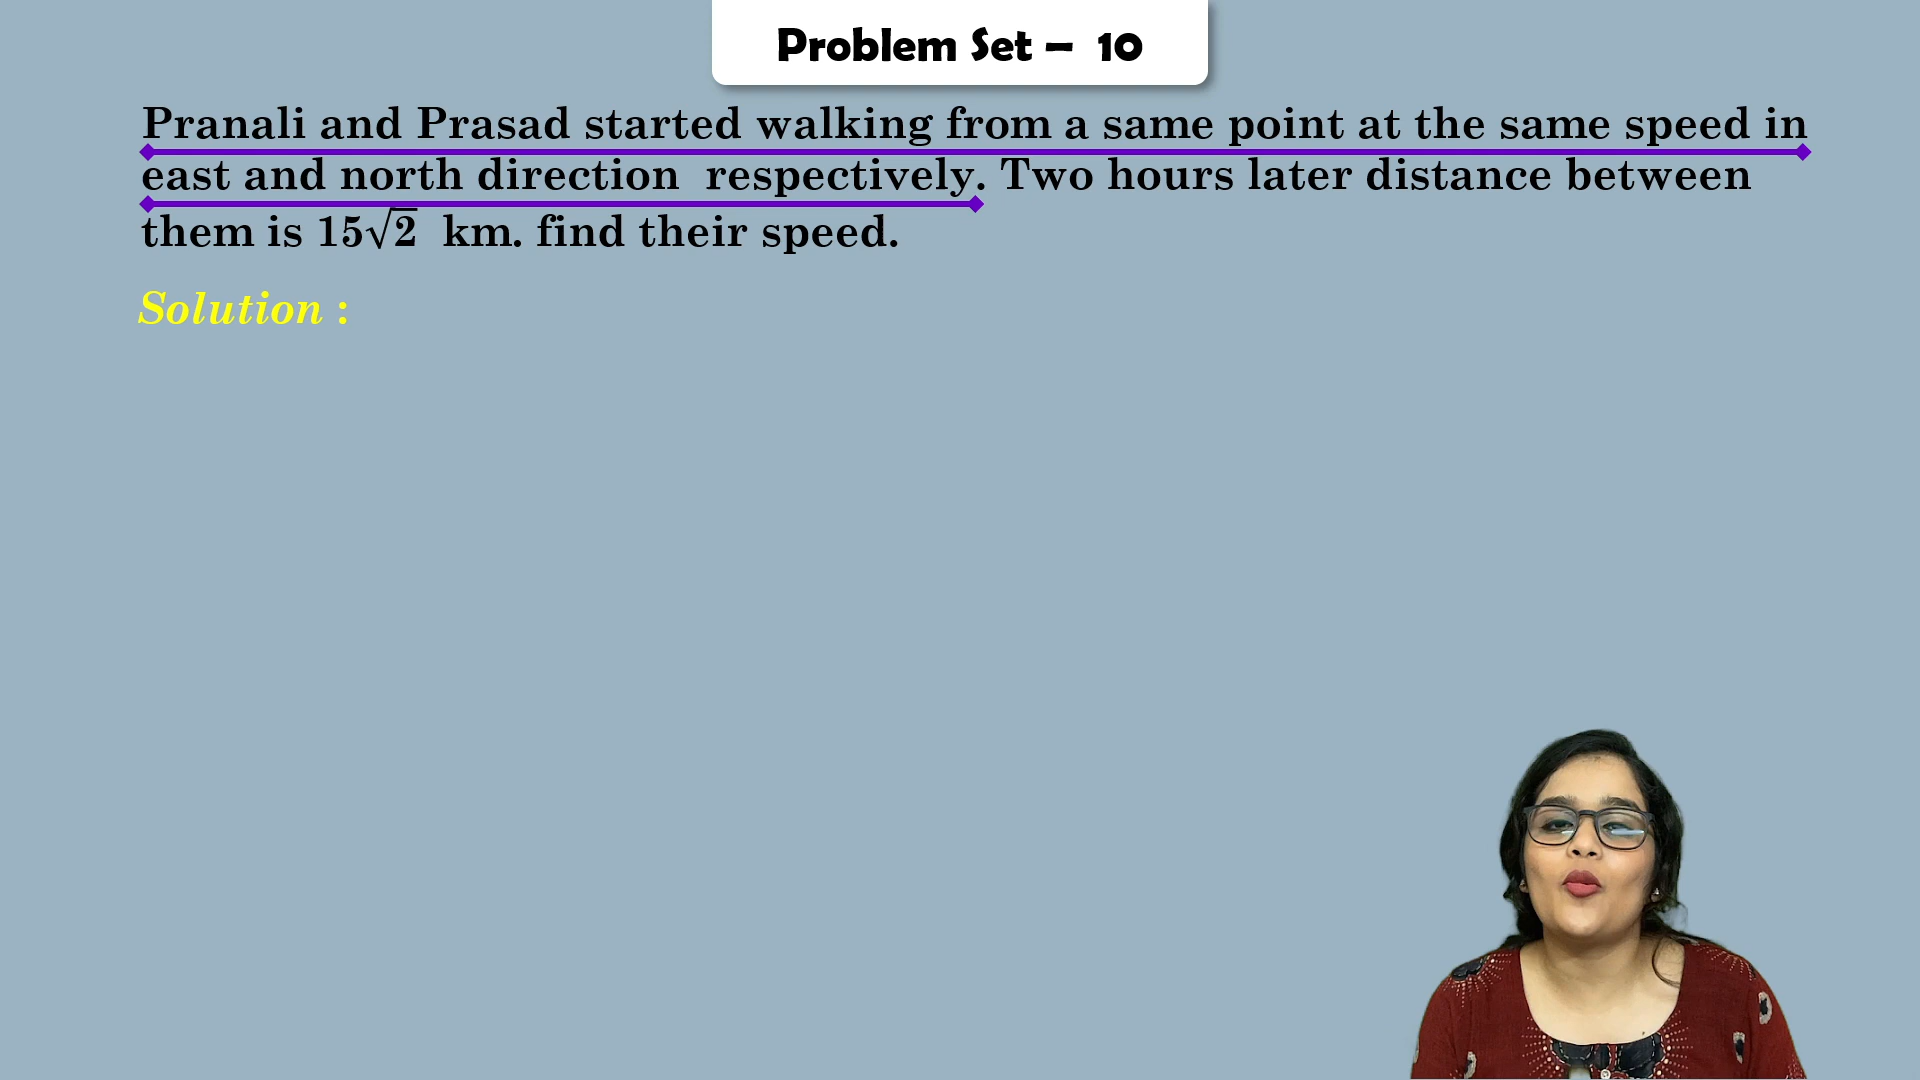 Problem Set – 10
Pranali and Prasad started walking from a same point at the same speed in
east and north direction respectively. Two hours later distance between
them is 15√2 km. find their speed.
Solution :